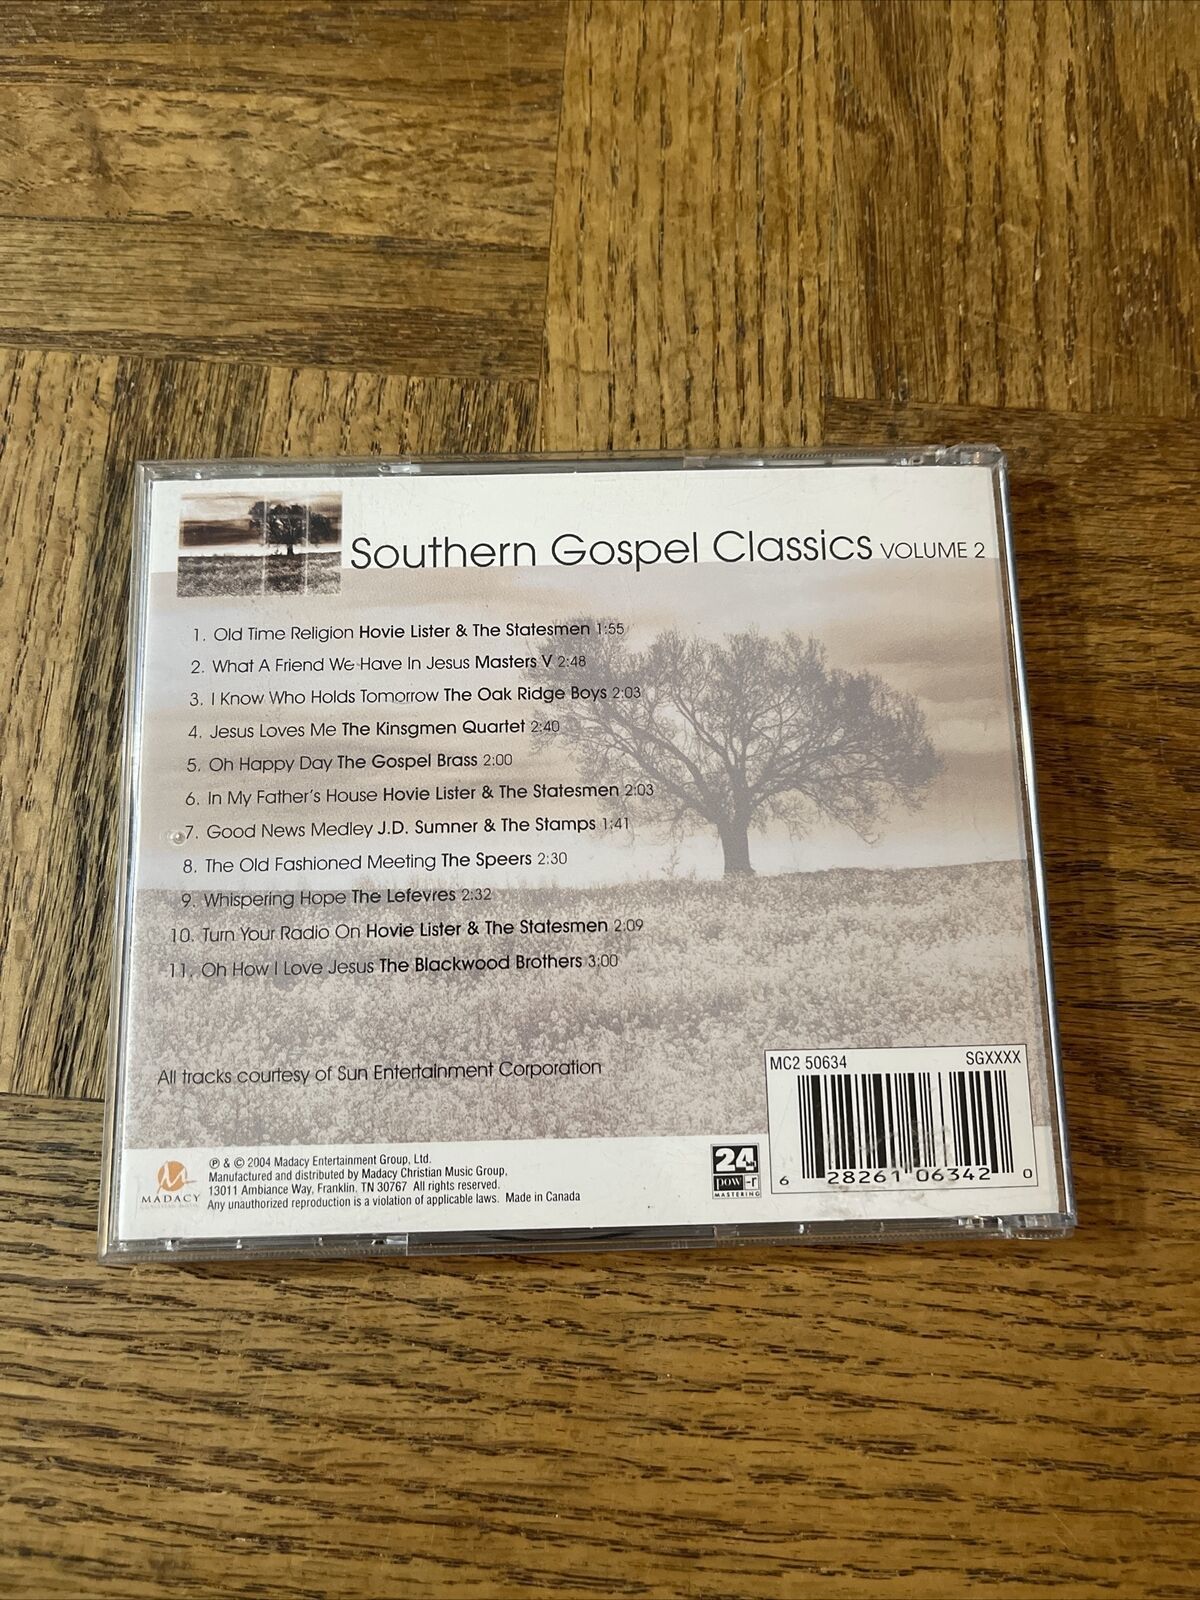 Southern Gospel Classics VOLUME 2
1. Old Time Religion Hovie Lister & The Statesmen 1:55
2. What A Friend We Have In Jesus Masters V 2:48
3. I Know Who Holds Tomorrow The Oak Ridge Boys 2:03
4. Jesus Loves Me The Kinsgmen Quartet 2:40
5. Oh Happy Day The Gospel Brass 2:00
6. In My Father's House Hovie Lister & The Statesmen 2:03
7. Good News Medley J.D. Sumner & The Stamps 1:41
8. The Old Fashioned Meeting The Speers 2:30
9. Whispering Hope The Lefevres 2:32
10. Turn Your Radio On Hovie Lister & The Statesmen 2:09
11. Oh How I Love Jesus The Blackwood Brothers 3:00
All tracks courtesy of Sun Entertainment Corporation
MC2 50634 SGXXXX
6 28261 06342 0
MADACY
℗ & © 2004 Madacy Entertainment Group, Ltd.
Manufactured and distributed by Madacy Christian Music Group,
13011 Ambiance Way, Franklin, TN 30767 All rights reserved.
Any unauthorized reproduction is a violation of applicable laws. Made in Canada
24 bit
pow-r
MASTERING